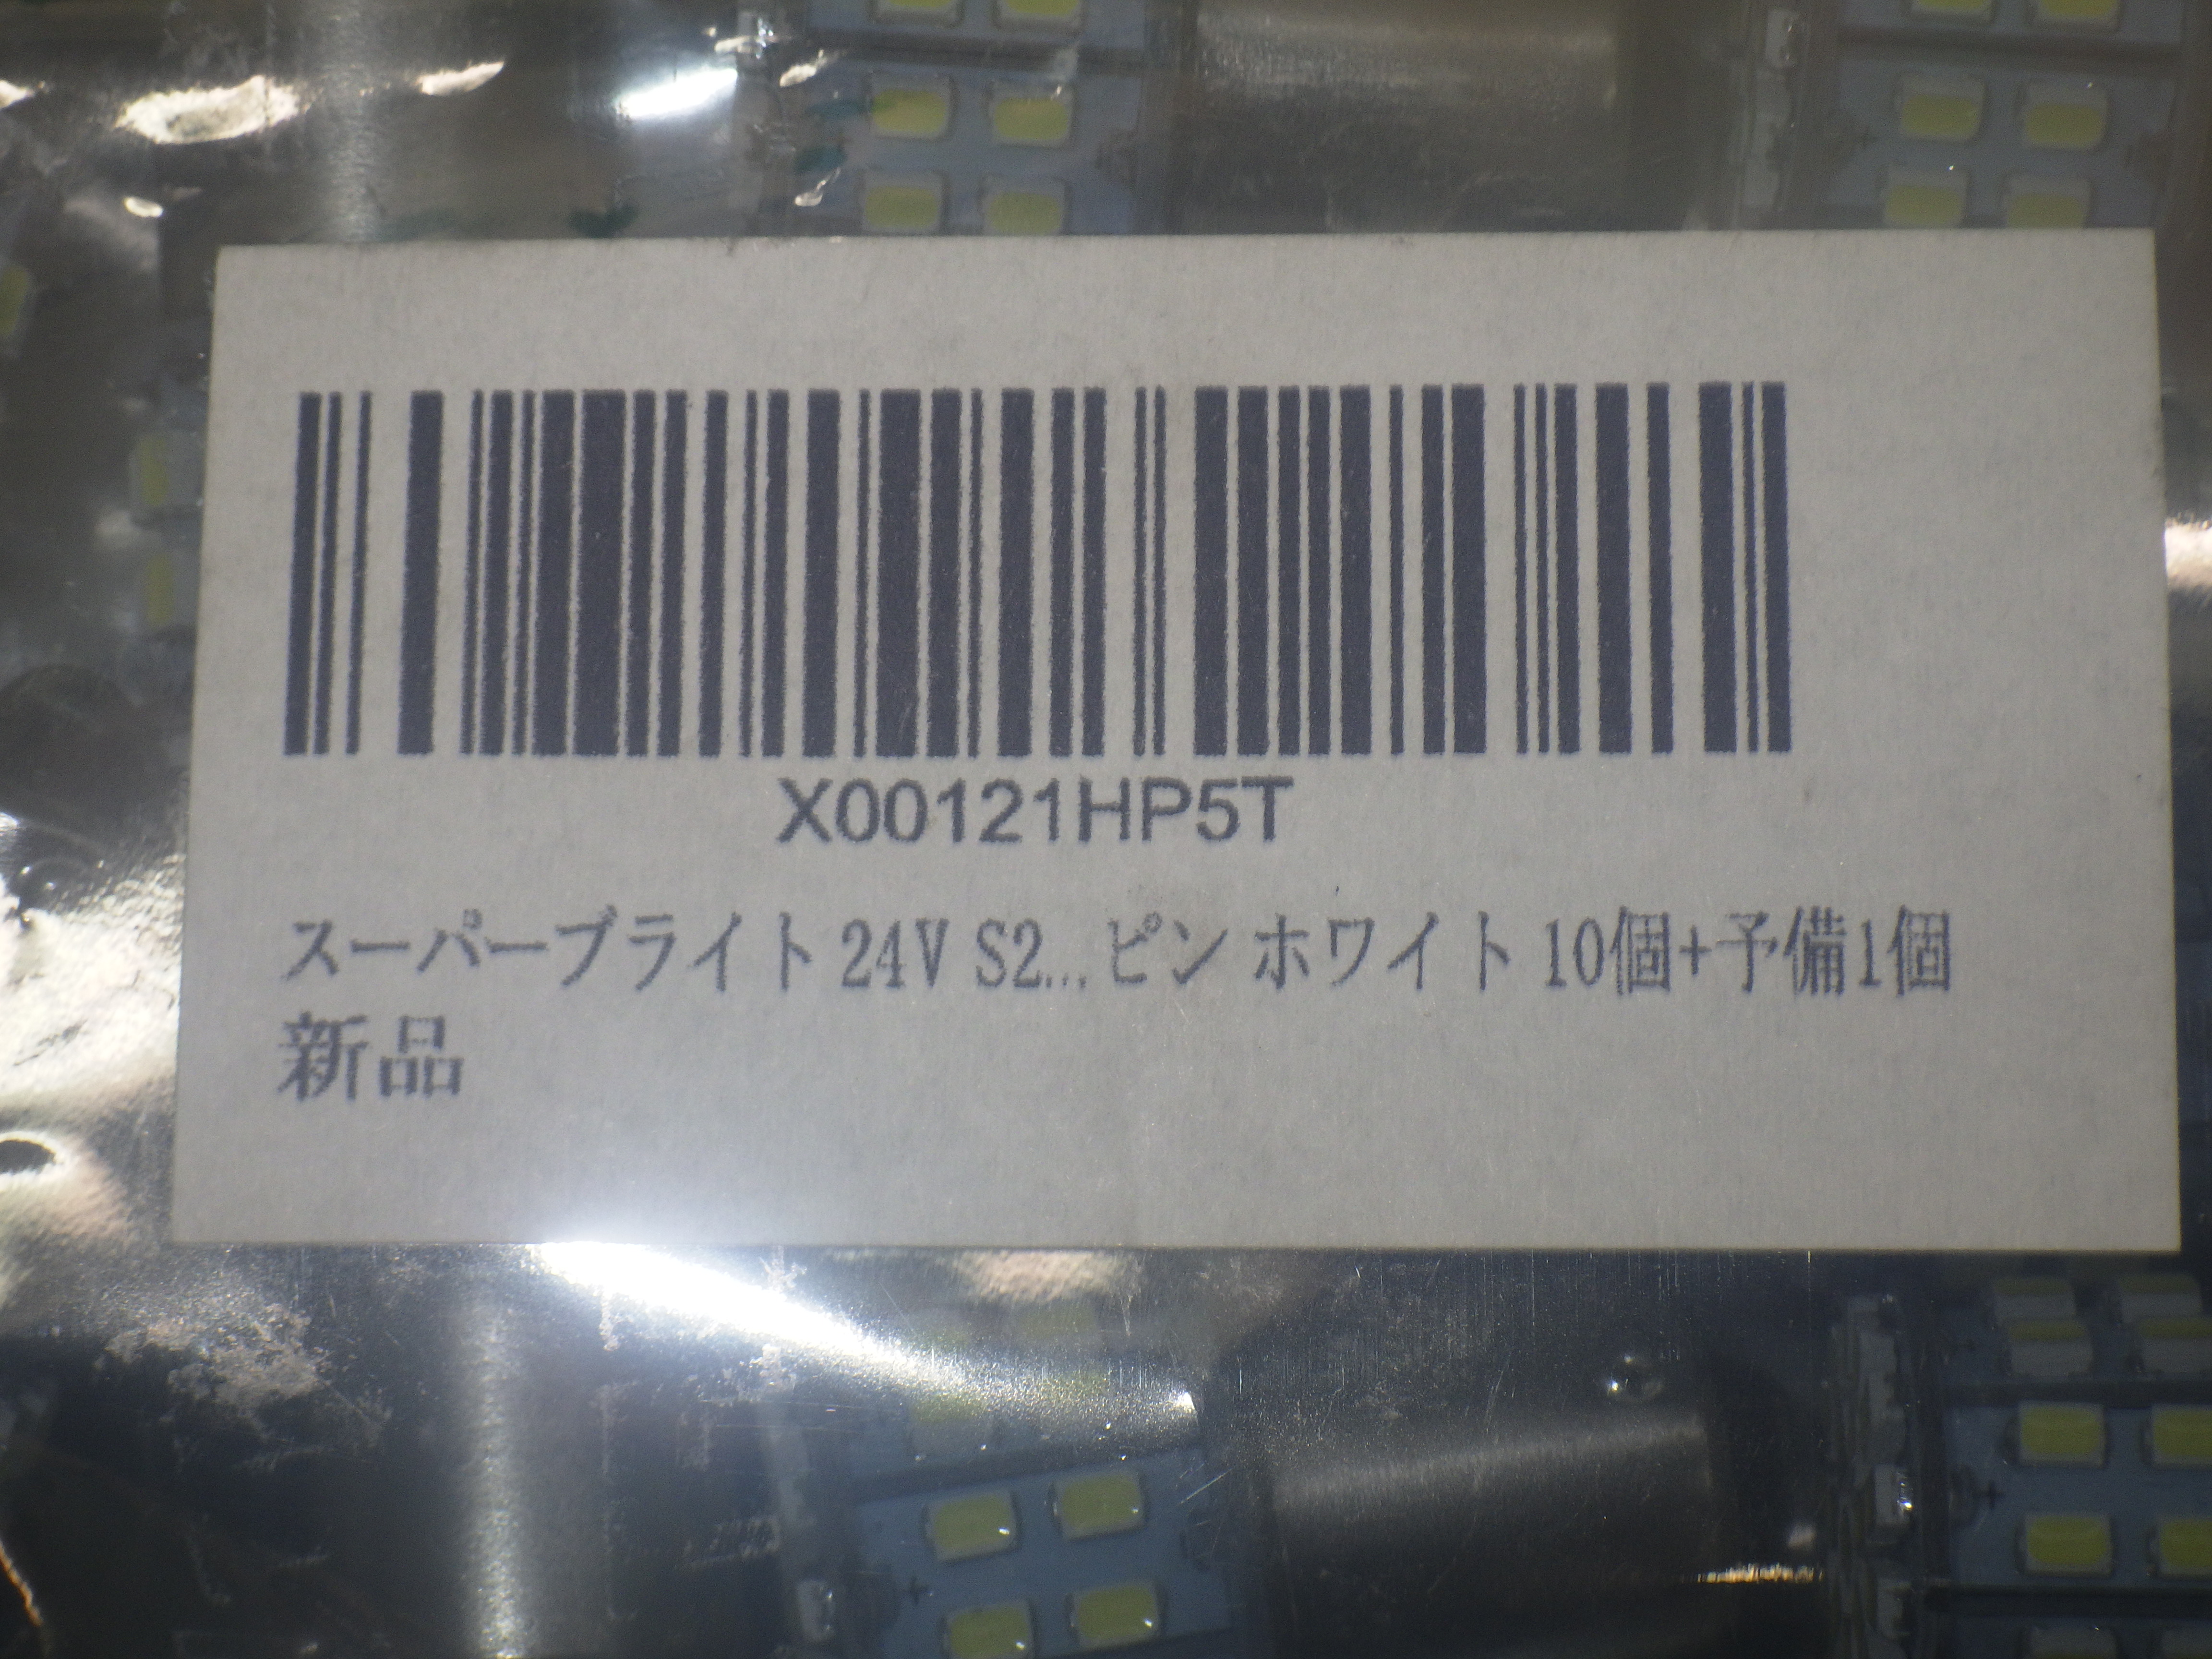 X00121HP5T
スーパーブライト 24V S2...ピン ホワイト 10個+予備1個
新品